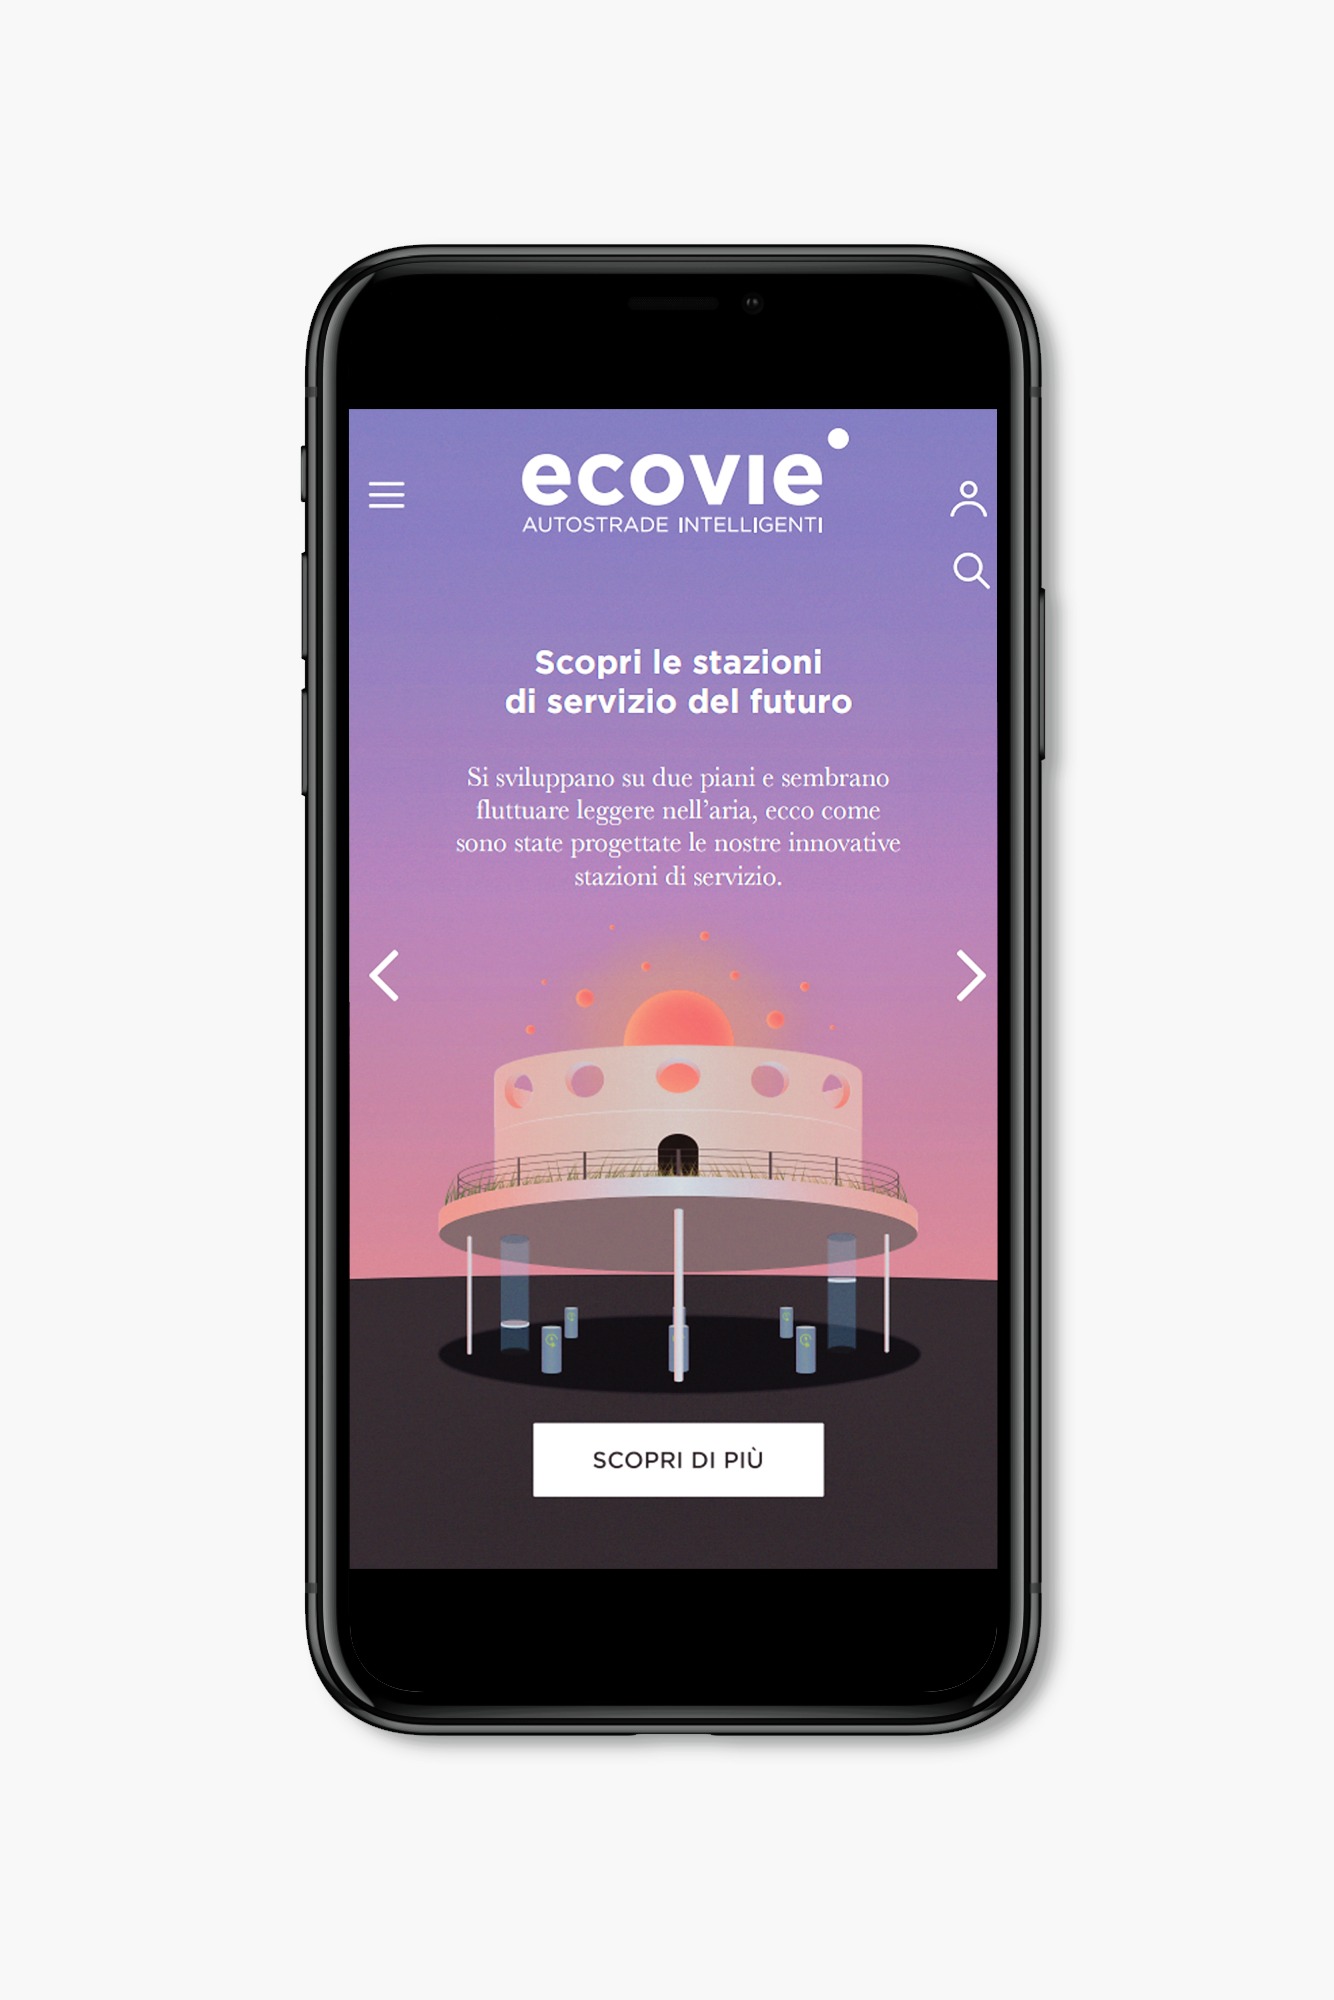 ecovie
AUTOSTRADE INTELLIGENTI
Scopri le stazioni
di servizio del futuro
Si sviluppano su due piani e sembrano
fluttuare leggere nell’aria, ecco come
sono state progettate le nostre innovative
stazioni di servizio.
SCOPRI DI PIÙ